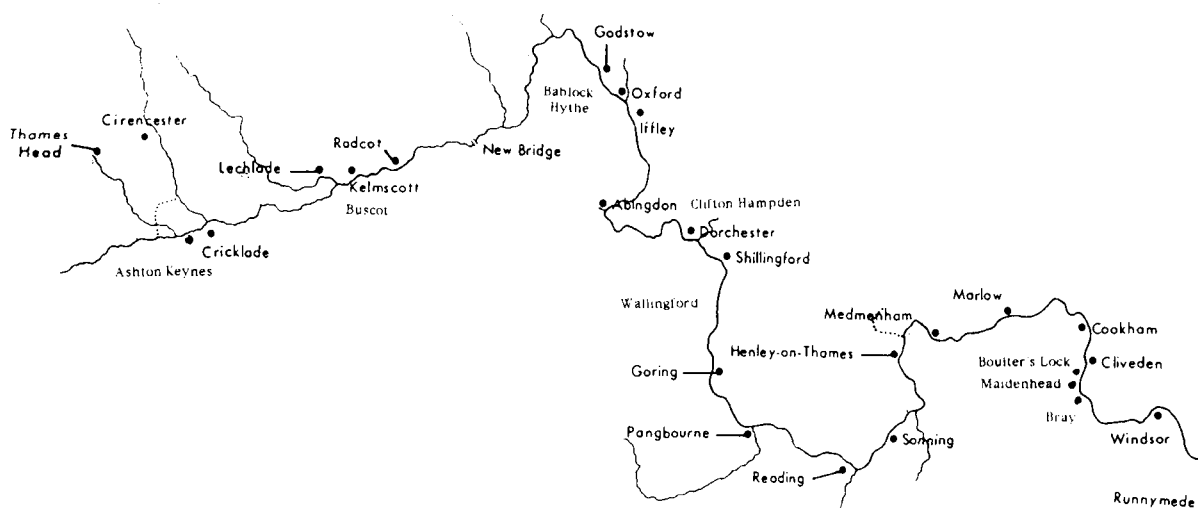 Godstow
Bablock
Hythe
Oxford
Iffley
Cirencester
Thames
Head
Radcot
New Bridge
Lechlade
Kelmscott
Buscot
Abingdon
Clifton Hampden
Dorchester
Cricklade
Shillingford
Ashton Keynes
Wallingford
Marlow
Medmenham
Cookham
Henley-on-Thames
Boulter's Lock
Cliveden
Goring
Maidenhead
Bray
Pangbourne
Sonning
Windsor
Reading
Runnymede